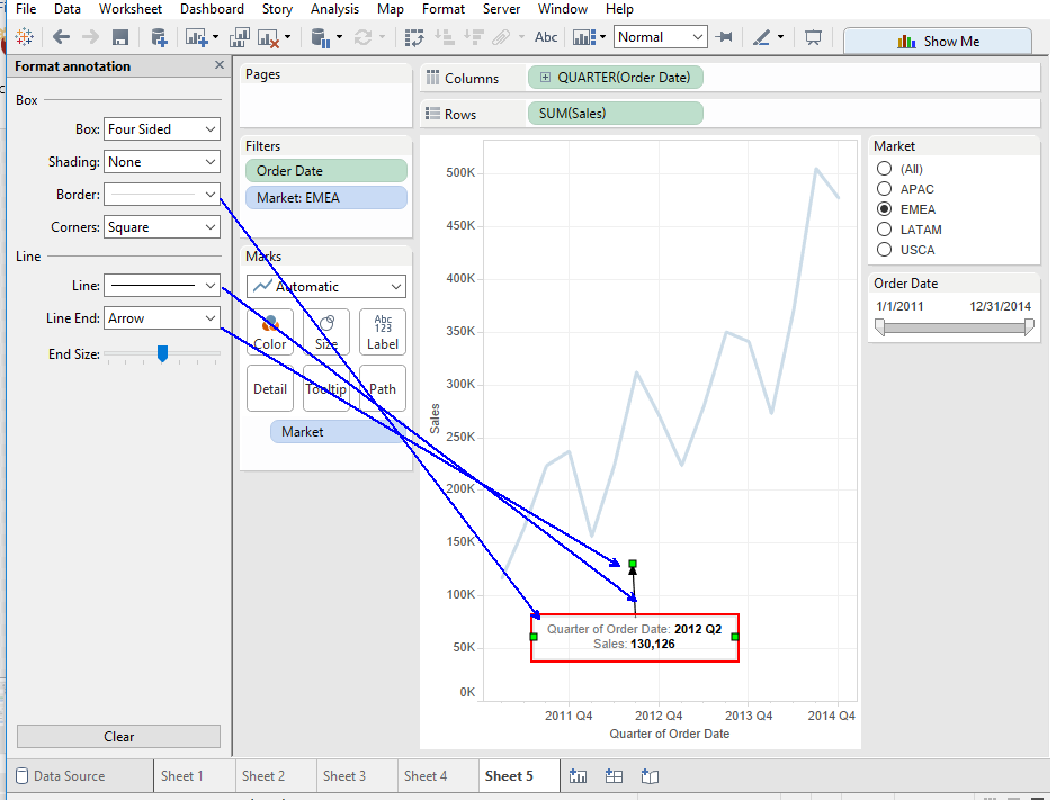 File Data Worksheet Dashboard Story Analysis Map Format Server Window Help
Abc Normal Show Me
Format annotation
Box
Box: Four Sided
Shading: None
Border:
Corners: Square
Line
Line:
Line End: Arrow
End Size:
Clear
Pages
Filters
Order Date
Market: EMEA
Marks
Automatic
Color
Size
Abc
123
Label
Detail
Tooltip
Path
Market
Columns
QUARTER(Order Date)
Rows
SUM(Sales)
500K
450K
400K
350K
300K
250K
200K
150K
100K
50K
0K
Sales
Quarter of Order Date: 2012 Q2
Sales: 130,126
2011 Q4 2012 Q4 2013 Q4 2014 Q4
Quarter of Order Date
Market
(All)
APAC
EMEA
LATAM
USCA
Order Date
1/1/2011 12/31/2014
Data Source Sheet 1 Sheet 2 Sheet 3 Sheet 4 Sheet 5